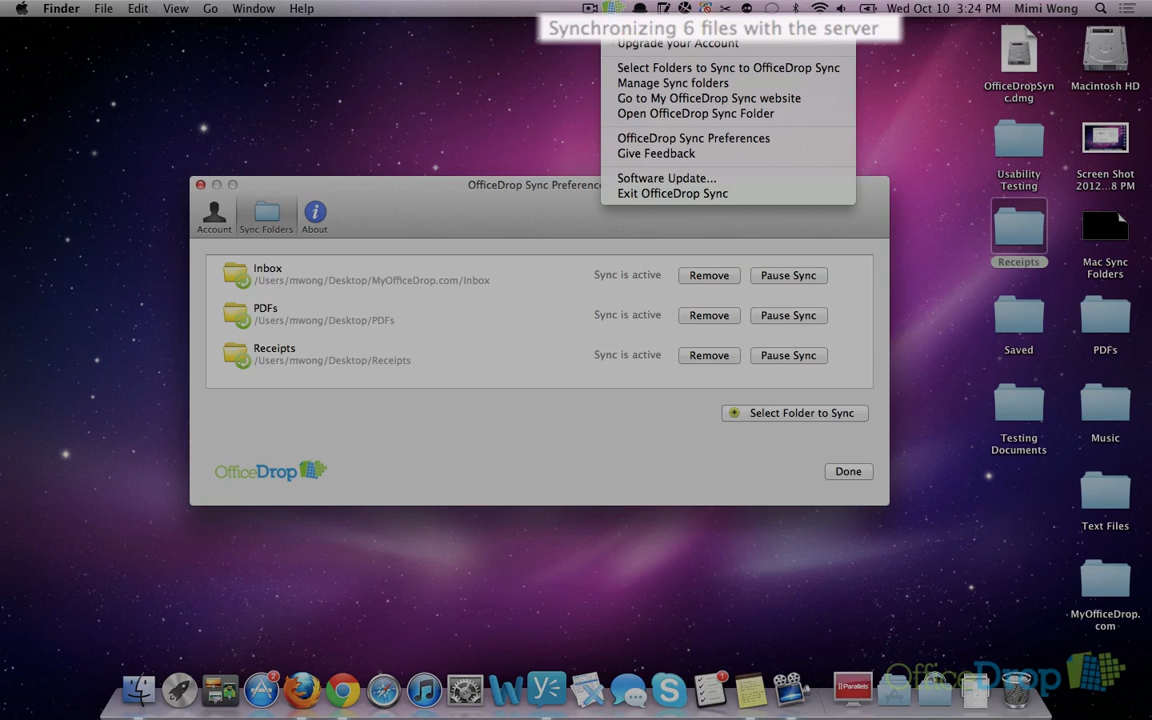 Finder File Edit View Go Window Help
Wed Oct 10 3:24 PM Mimi Wong
Synchronizing 6 files with the server
Upgrade your Account
Select Folders to Sync to OfficeDrop Sync
Manage Sync folders
Go to My OfficeDrop Sync website
Open OfficeDrop Sync Folder
OfficeDrop Sync Preferences
Give Feedback
Software Update...
Exit OfficeDrop Sync
OfficeDrop Sync
Account Sync Folders About
Inbox
/Users/mwong/Desktop/MyOfficeDrop.com/Inbox
Sync is active Remove Pause Sync
PDFs
/Users/mwong/Desktop/PDFs
Sync is active Remove Pause Sync
Receipts
/Users/mwong/Desktop/Receipts
Sync is active Remove Pause Sync
Select Folder to Sync
OfficeDrop
Done
OfficeDropSyn
c.dmg
Macintosh HD
Usability
Testing
Screen Shot
2012...8 PM
Receipts
Mac Sync
Folders
Saved
PDFs
Testing
Documents
Music
Text Files
MyOfficeDrop.
com
2
1
Parallels
OfficeDrop